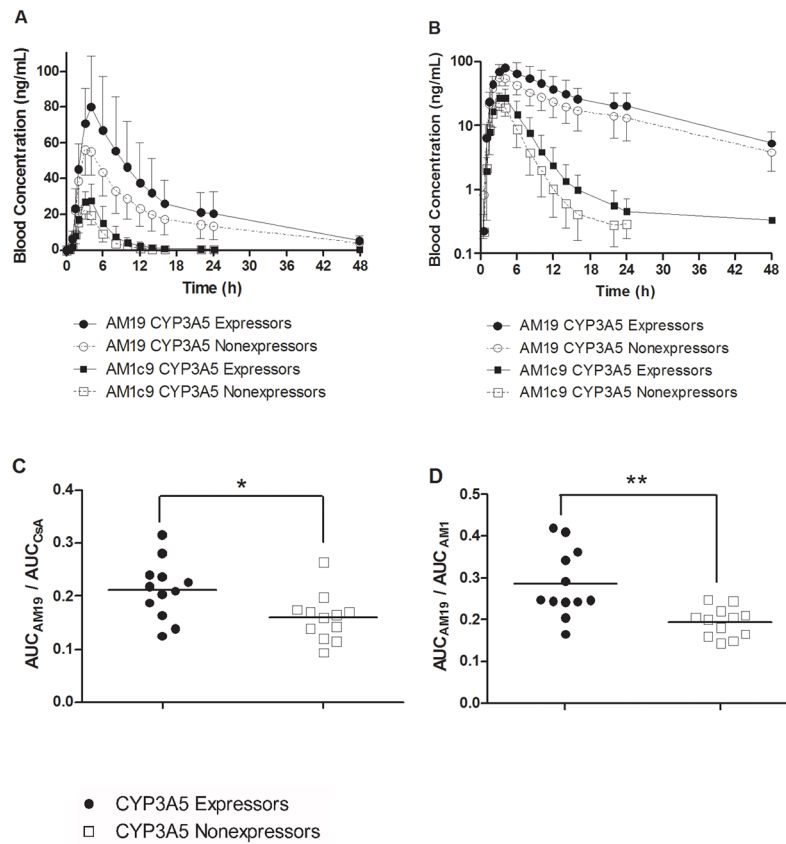 A
Blood Concentration (ng/mL)
100
80
60
40
20
0
0 6 12 18 24 30 36 42 48
Time (h)
AM19 CYP3A5 Expressors
AM19 CYP3A5 Nonexpressors
AM1c9 CYP3A5 Expressors
AM1c9 CYP3A5 Nonexpressors
B
Blood Concentration (ng/mL)
100
10
1
0.1
0 6 12 18 24 30 36 42 48
Time (h)
AM19 CYP3A5 Expressors
AM19 CYP3A5 Nonexpressors
AM1c9 CYP3A5 Expressors
AM1c9 CYP3A5 Nonexpressors
C
AUCAM19 / AUCCsA
0.4
0.3
0.2
0.1
0.0
*
D
AUCAM19 / AUCAM1
0.5
0.4
0.3
0.2
0.1
0.0
**
CYP3A5 Expressors
CYP3A5 Nonexpressors